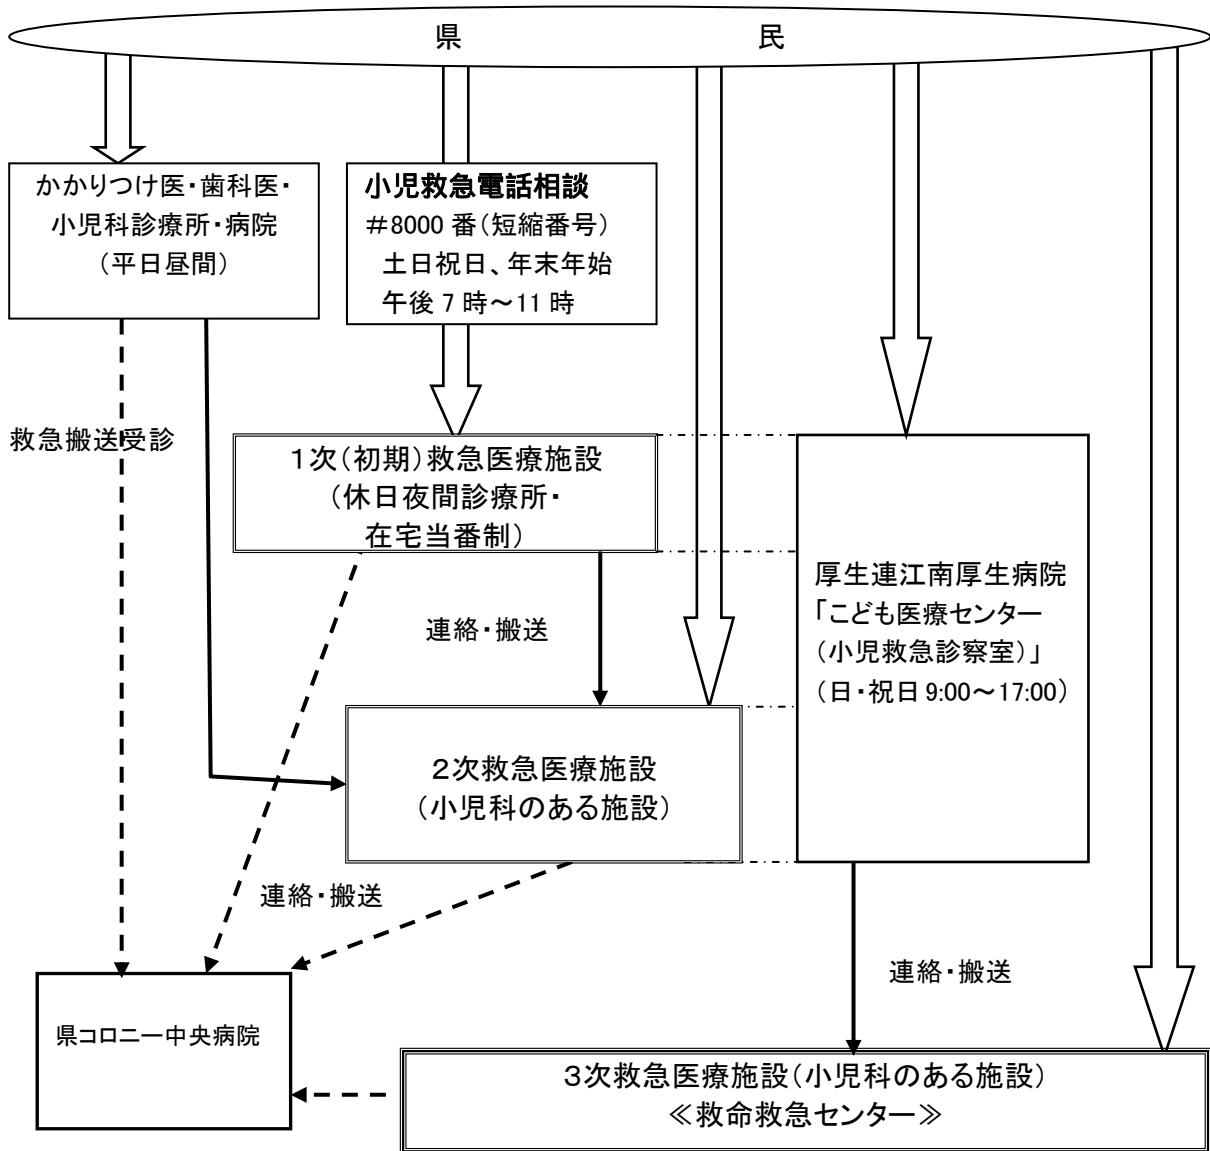 県 民
かかりつけ医・歯科医・
小児科診療所・病院
（平日昼間）
小児救急電話相談
＃8000 番（短縮番号）
土日祝日、年末年始
午後 7 時～11 時
救急搬送受診
1次（初期）救急医療施設
（休日夜間診療所・
在宅当番制）
連絡・搬送
厚生連江南厚生病院
「こども医療センター
（小児救急診察室）」
（日・祝日 9:00～17:00）
2次救急医療施設
（小児科のある施設）
連絡・搬送
連絡・搬送
県コロニー中央病院
3次救急医療施設（小児科のある施設）
≪救命救急センター≫